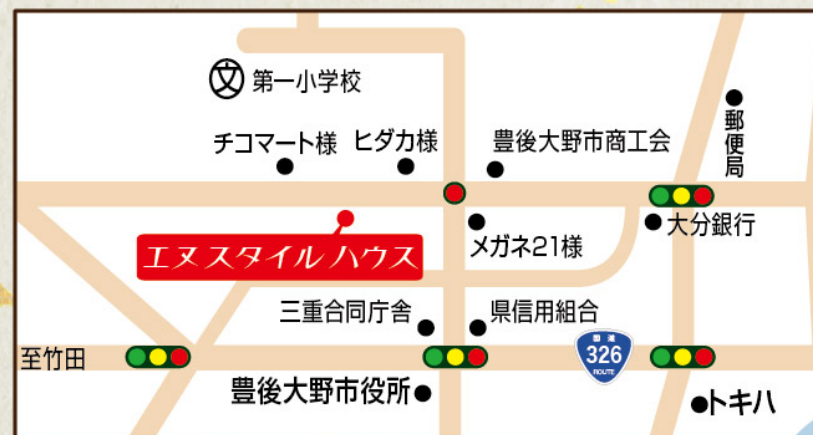 文
第一小学校
郵便局
チコマート様
ヒダカ様
豊後大野市商工会
大分銀行
メガネ21様
エヌスタイルハウス
三重合同庁舎
県信用組合
国道
326
ROUTE
至竹田
豊後大野市役所
トキハ